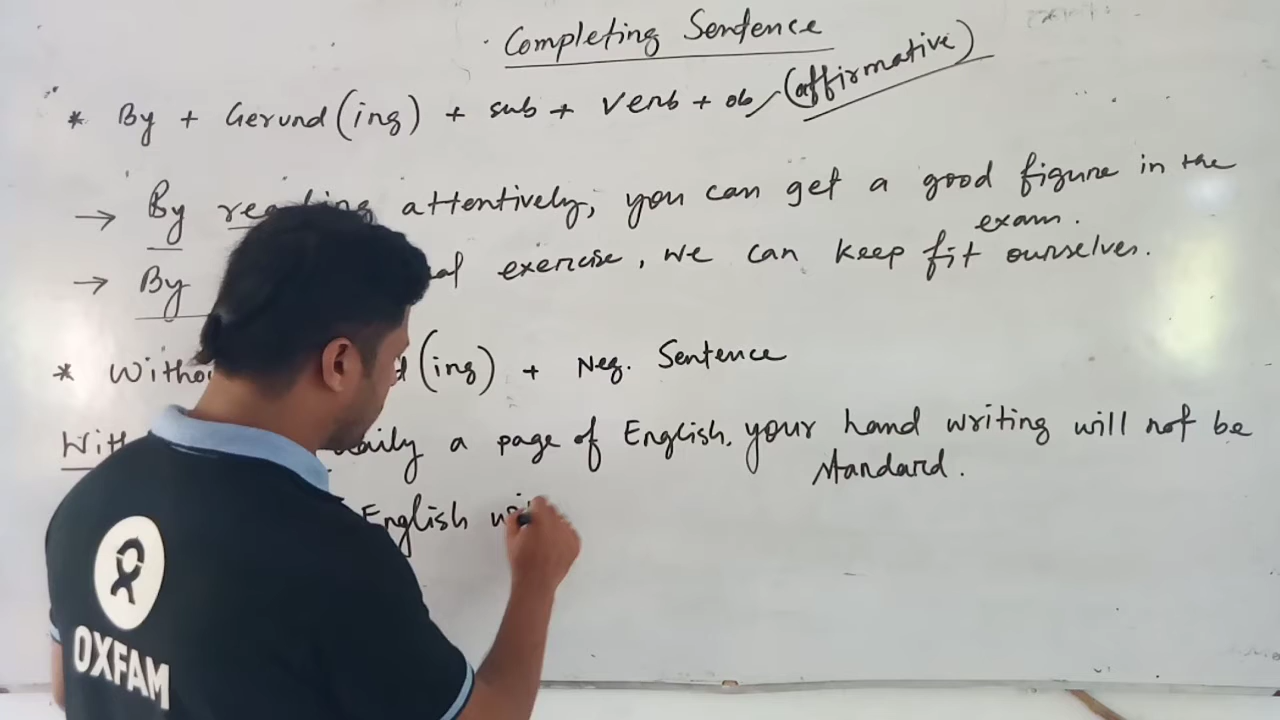 Completing Sentence
* By + Gerund (ing) + sub + Verb + ob (affirmative)
→ By reading attentively, you can get a good figure in the
exam.
→ By exercise, we can keep fit ourselves.
* (ing) + Neg. Sentence
daily a page of English, your hand writing will not be
standard.
English
OXFAM